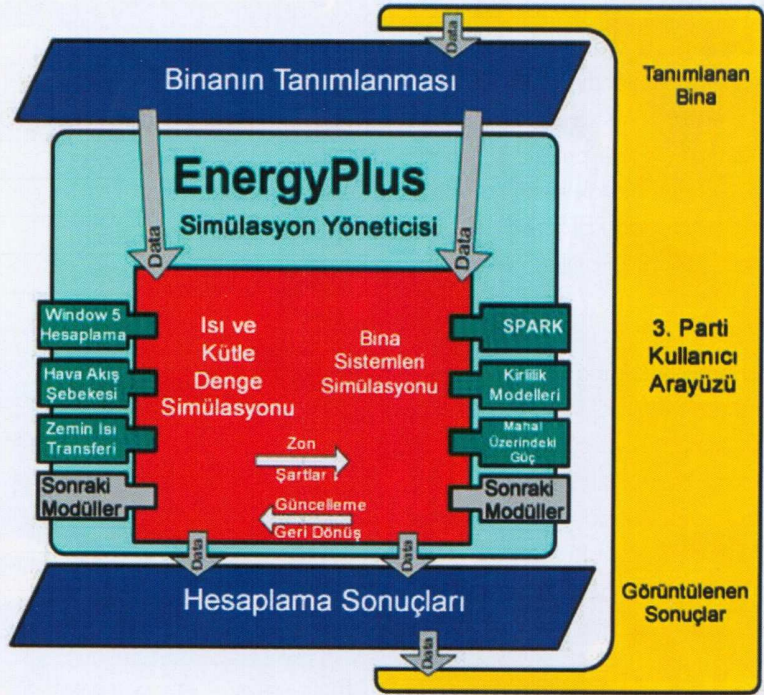 Data
Binanın Tanımlanması
Tanımlanan
Bina
EnergyPlus
Simülasyon Yöneticisi
Data
Data
Window 5
Hesaplama
Hava Akış
Şebekesi
Zemin Isı
Transferi
Sonraki
Modüller
Isı ve
Kütle
Denge
Simülasyonu
Bina
Sistemleri
Simülasyonu
Zon
Şartları
Güncelleme
Geri Dönüş
SPARK
Kirlilik
Modelleri
Mahal
Üzerindeki
Güç
Sonraki
Modüller
3. Parti
Kullanıcı
Arayüzü
Data
Data
Hesaplama Sonuçları
Görüntülenen
Sonuçlar
Data